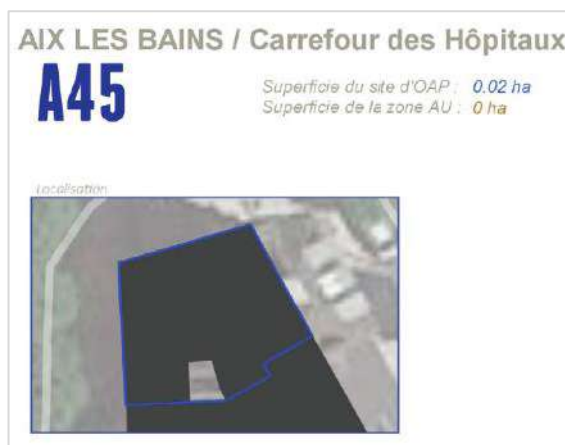 AIX LES BAINS / Carrefour des Hôpitaux
A45
Superficie du site d'OAP : 0.02 ha
Superficie de la zone AU : 0 ha
Localisation